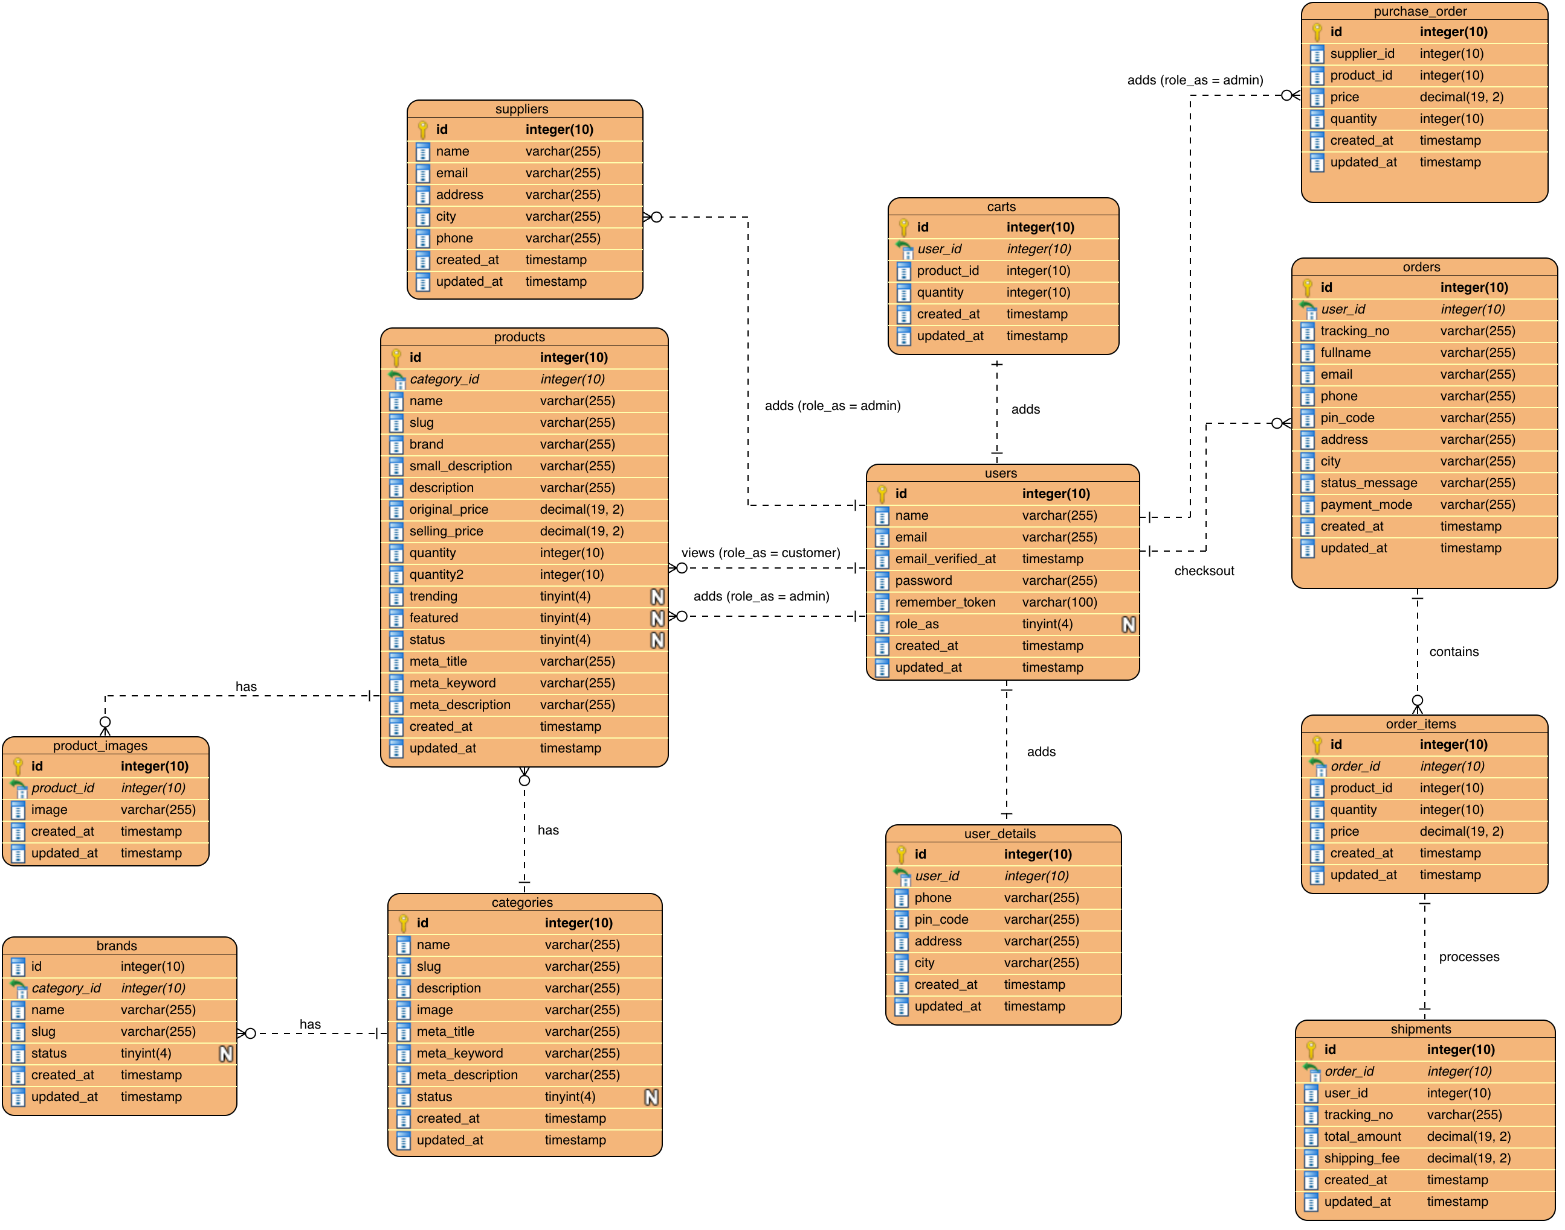 purchase_order
id integer(10)
supplier_id integer(10)
product_id integer(10)
price decimal(19, 2)
quantity integer(10)
created_at timestamp
updated_at timestamp
adds (role_as = admin)
suppliers
id integer(10)
name varchar(255)
email varchar(255)
address varchar(255)
city varchar(255)
phone varchar(255)
created_at timestamp
updated_at timestamp
carts
id integer(10)
user_id integer(10)
product_id integer(10)
quantity integer(10)
created_at timestamp
updated_at timestamp
orders
id integer(10)
user_id integer(10)
tracking_no varchar(255)
fullname varchar(255)
email varchar(255)
phone varchar(255)
pin_code varchar(255)
address varchar(255)
city varchar(255)
status_message varchar(255)
payment_mode varchar(255)
created_at timestamp
updated_at timestamp
products
id integer(10)
category_id integer(10)
name varchar(255)
slug varchar(255)
brand varchar(255)
small_description varchar(255)
description varchar(255)
original_price decimal(19, 2)
selling_price decimal(19, 2)
quantity integer(10)
quantity2 integer(10)
trending tinyint(4) N
featured tinyint(4) N
status tinyint(4) N
meta_title varchar(255)
meta_keyword varchar(255)
meta_description varchar(255)
created_at timestamp
updated_at timestamp
adds (role_as = admin)
adds
users
id integer(10)
name varchar(255)
email varchar(255)
email_verified_at timestamp
password varchar(255)
remember_token varchar(100)
role_as tinyint(4) N
created_at timestamp
updated_at timestamp
views (role_as = customer)
adds (role_as = admin)
checksout
contains
has
adds
product_images
id integer(10)
product_id integer(10)
image varchar(255)
created_at timestamp
updated_at timestamp
order_items
id integer(10)
order_id integer(10)
product_id integer(10)
quantity integer(10)
price decimal(19, 2)
created_at timestamp
updated_at timestamp
has
user_details
id integer(10)
user_id integer(10)
phone varchar(255)
pin_code varchar(255)
address varchar(255)
city varchar(255)
created_at timestamp
updated_at timestamp
categories
id integer(10)
name varchar(255)
slug varchar(255)
description varchar(255)
image varchar(255)
meta_title varchar(255)
meta_keyword varchar(255)
meta_description varchar(255)
status tinyint(4) N
created_at timestamp
updated_at timestamp
brands
id integer(10)
category_id integer(10)
name varchar(255)
slug varchar(255)
status tinyint(4) N
created_at timestamp
updated_at timestamp
has
processes
shipments
id integer(10)
order_id integer(10)
user_id integer(10)
tracking_no varchar(255)
total_amount decimal(19, 2)
shipping_fee decimal(19, 2)
created_at timestamp
updated_at timestamp